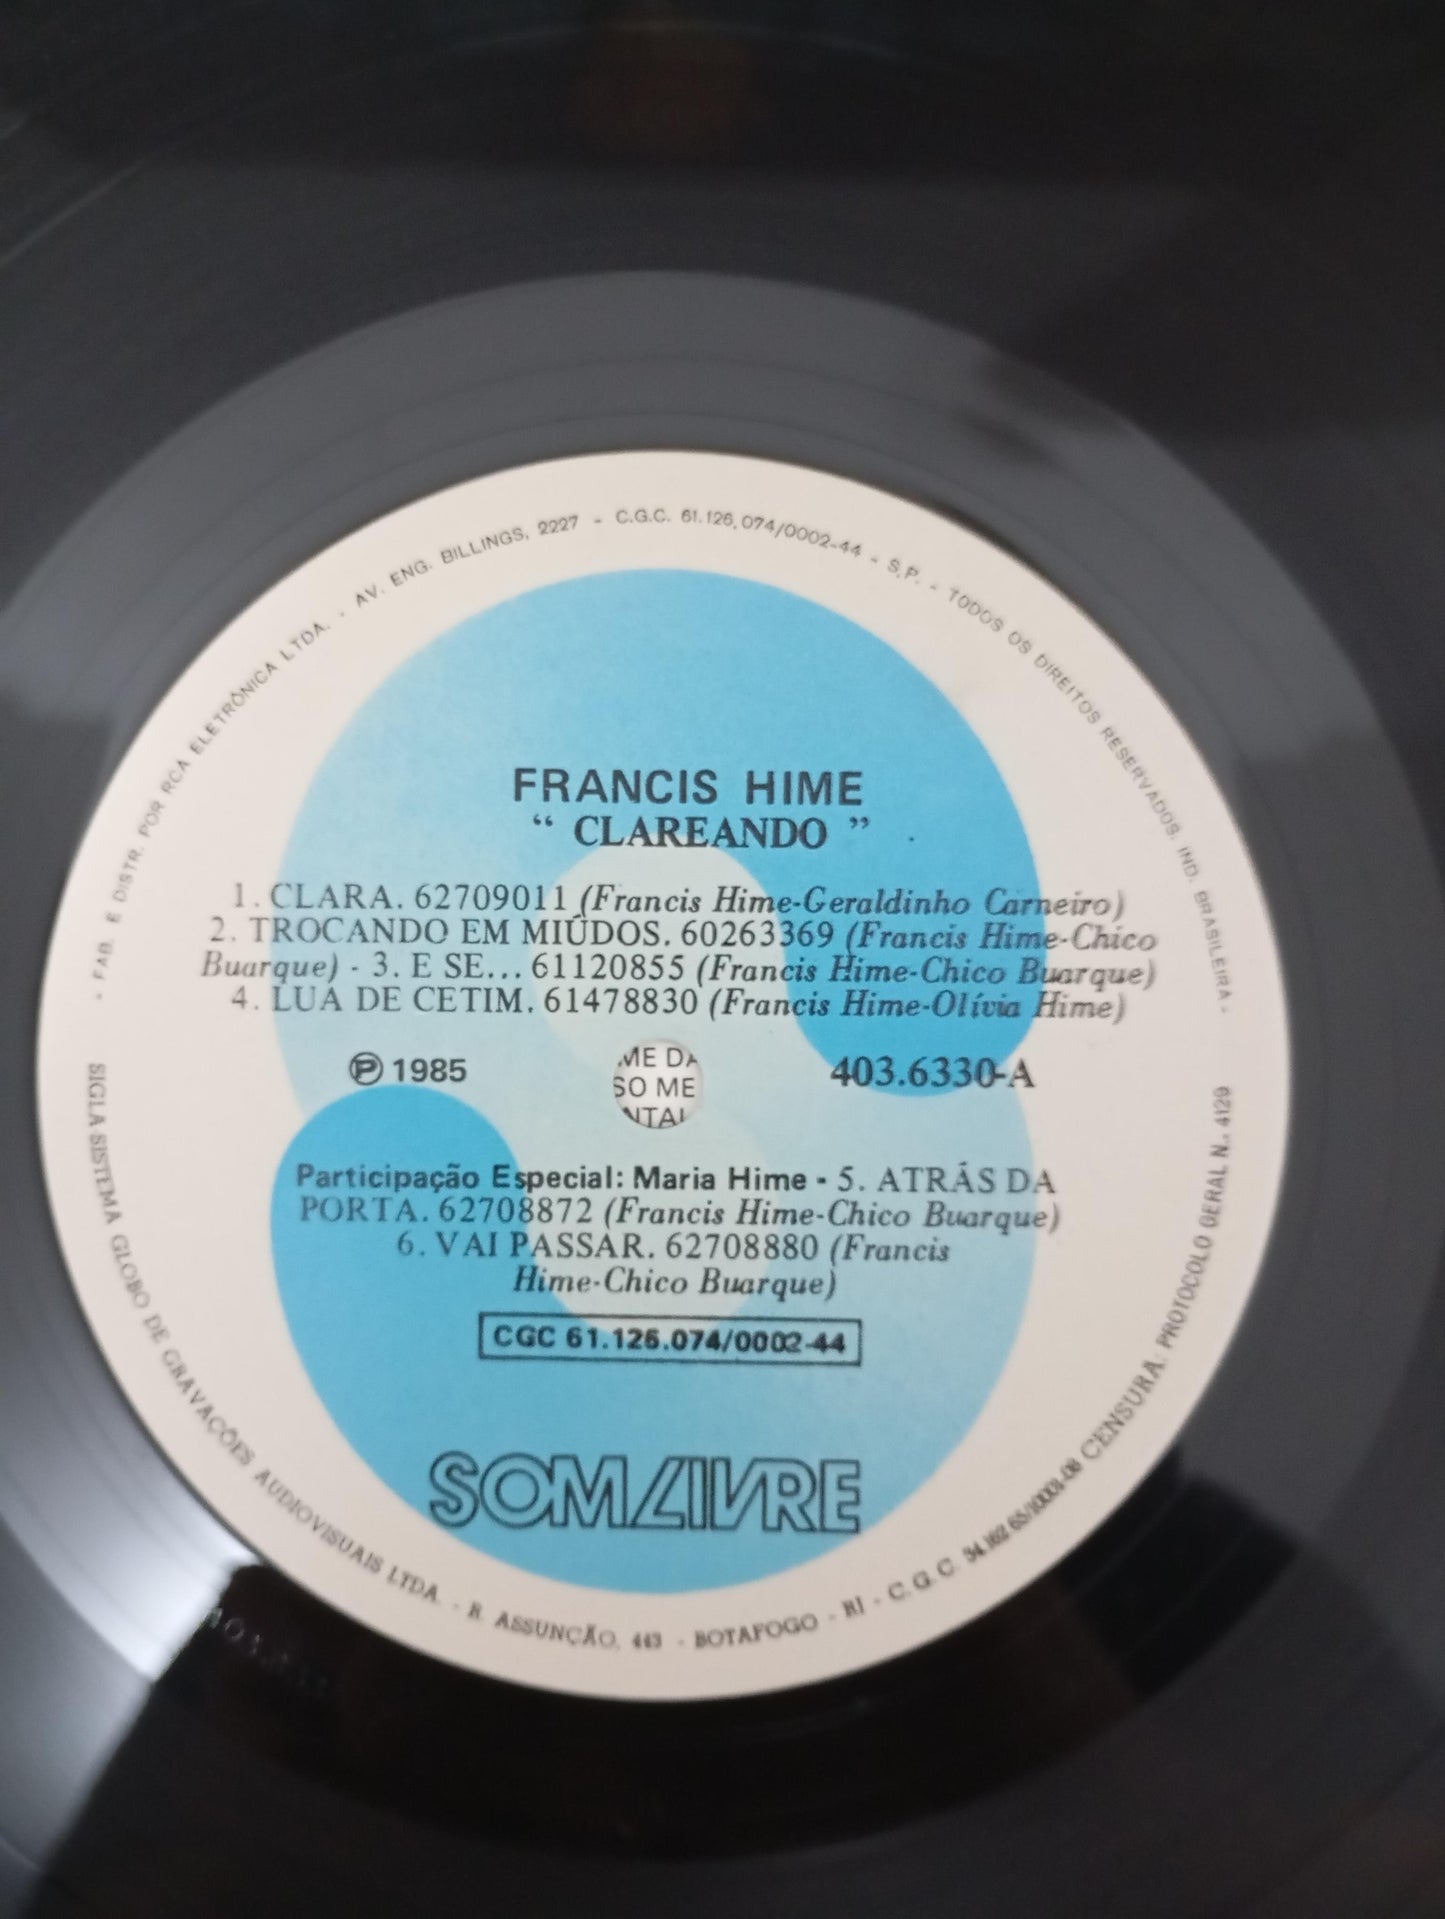 - FAB. E DISTR. POR RCA ELETRÔNICA LTDA. - AV. ENG. BILLINGS, 2227 - C.G.C. 61.126.074/0002-44 - S.P. - TODOS OS DIREITOS RESERVADOS. IND. BRASILEIRA -
FRANCIS HIME
“ CLAREANDO ”
1. CLARA. 62709011 (Francis Hime-Geraldinho Carneiro)
2. TROCANDO EM MIÚDOS. 60263369 (Francis Hime-Chico
Buarque) - 3. E SE... 61120855 (Francis Hime-Chico Buarque)
4. LUA DE CETIM. 61478830 (Francis Hime-Olívia Hime)
Ⓟ 1985
403.6330-A
ME DA
SO ME
NTAL
Participação Especial: Maria Hime - 5. ATRÁS DA
PORTA. 62708872 (Francis Hime-Chico Buarque)
6. VAI PASSAR. 62708880 (Francis
Hime-Chico Buarque)
CGC 61.126.074/0002-44
SOM LIVRE
SIGLA SISTEMA GLOBO DE GRAVAÇÕES AUDIOVISUAIS LTDA. - R. ASSUNÇÃO, 443 - BOTAFOGO - RJ - C.G.C. CENSURA: PROTOCOLO GERAL N.. 4129